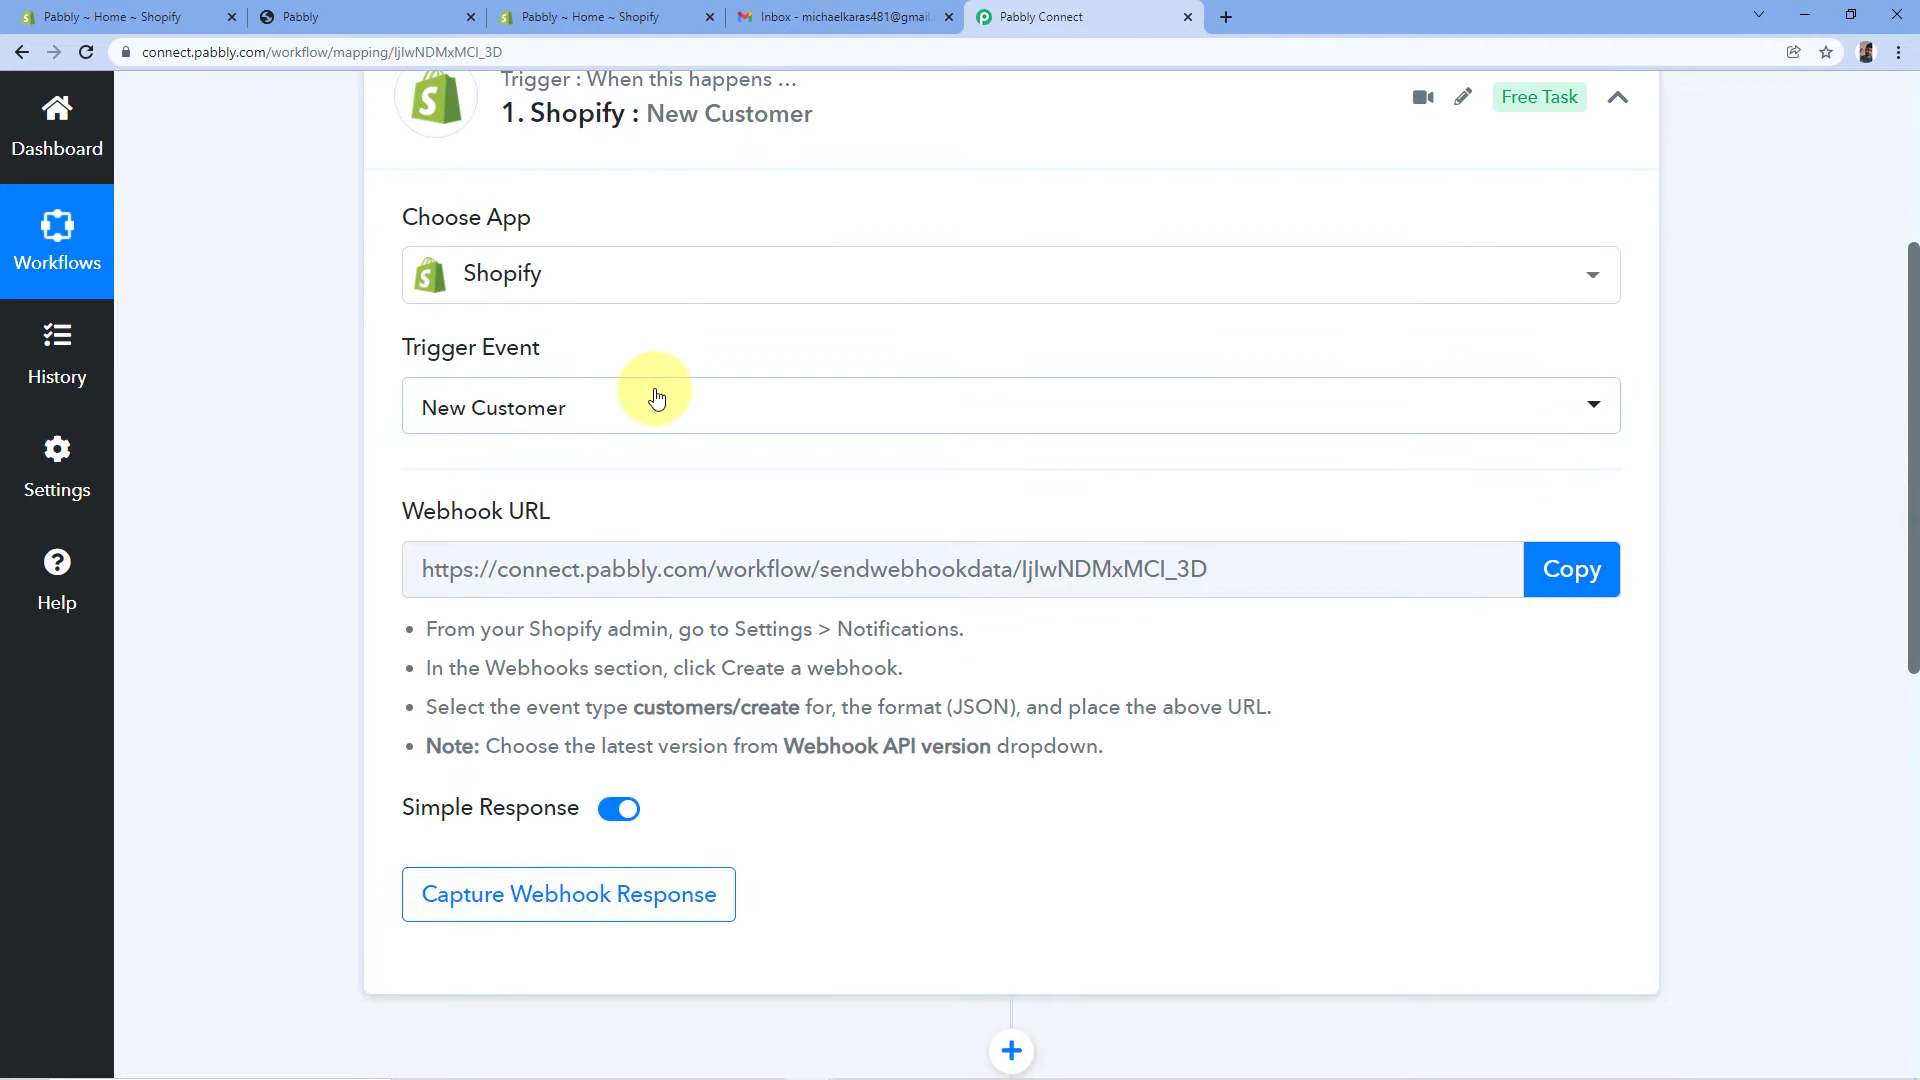 Pabbly ~ Home ~ Shopify
Pabbly
Pabbly ~ Home ~ Shopify
Inbox - michaelkaras481@gmail.
Pabbly Connect
connect.pabbly.com/workflow/mapping/IjIwNDMxMCI_3D
Dashboard
Workflows
History
Settings
Help
Trigger : When this happens ...
1. Shopify : New Customer
Free Task
Choose App
Shopify
Trigger Event
New Customer
Webhook URL
https://connect.pabbly.com/workflow/sendwebhookdata/IjIwNDMxMCI_3D
Copy
• From your Shopify admin, go to Settings > Notifications.
• In the Webhooks section, click Create a webhook.
• Select the event type customers/create for, the format (JSON), and place the above URL.
• Note: Choose the latest version from Webhook API version dropdown.
Simple Response
Capture Webhook Response